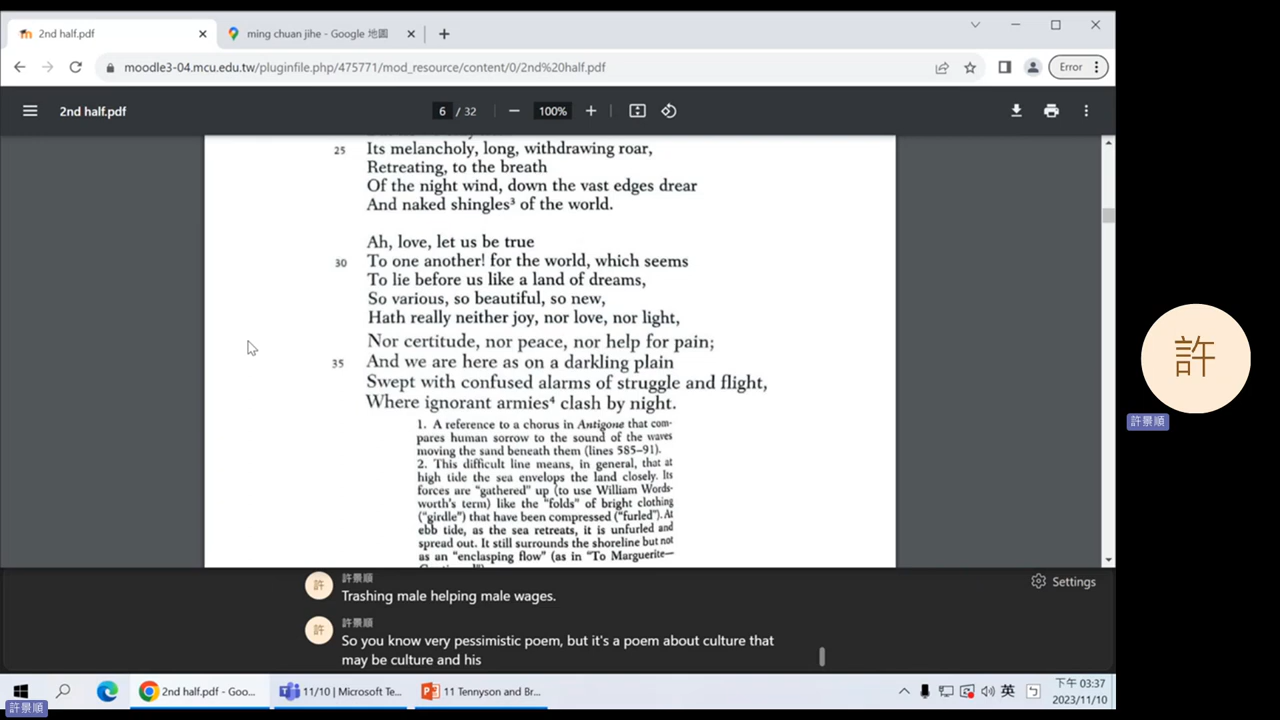 2nd half.pdf
ming chuan jihe - Google 地圖
moodle3-04.mcu.edu.tw/pluginfile.php/475771/mod_resource/content/0/2nd%20half.pdf
Error
2nd half.pdf
6 / 32
100%
25 Its melancholy, long, withdrawing roar,
Retreating, to the breath
Of the night wind, down the vast edges drear
And naked shingles³ of the world.
Ah, love, let us be true
30 To one another! for the world, which seems
To lie before us like a land of dreams,
So various, so beautiful, so new,
Hath really neither joy, nor love, nor light,
Nor certitude, nor peace, nor help for pain;
35 And we are here as on a darkling plain
Swept with confused alarms of struggle and flight,
Where ignorant armies⁴ clash by night.
1. A reference to a chorus in Antigone that com-
pares human sorrow to the sound of the waves
moving the sand beneath them (lines 585–91).
2. This difficult line means, in general, that at
high tide the sea envelops the land closely. Its
forces are "gathered" up (to use William Words-
worth's term) like the "folds" of bright clothing
("girdle") that have been compressed ("furled"). At
ebb tide, as the sea retreats, it is unfurled and
spread out. It still surrounds the shoreline but not
as an "enclasping flow" (as in "To Marguerite—
許
許景順
許
許景順
Trashing male helping male wages.
Settings
許
許景順
So you know very pessimistic poem, but it's a poem about culture that
may be culture and his
2nd half.pdf - Goo...
11/10 | Microsoft Te...
11 Tennyson and Br...
英
下午 03:37
2023/11/10
許景順